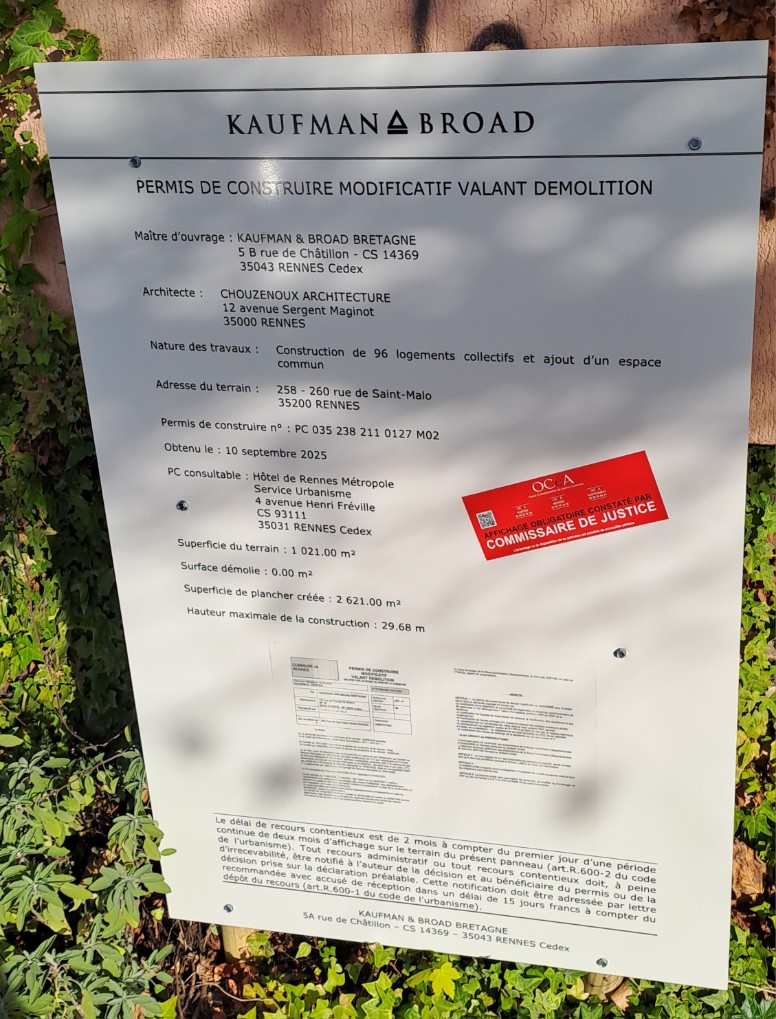 KAUFMAN BROAD
PERMIS DE CONSTRUIRE MODIFICATIF VALANT DEMOLITION
Maître d'ouvrage : KAUFMAN & BROAD BRETAGNE
5 B rue de Châtillon - CS 14369
35043 RENNES Cedex
Architecte : CHOUZENOUX ARCHITECTURE
12 avenue Sergent Maginot
35000 RENNES
Nature des travaux : Construction de 96 logements collectifs et ajout d'un espace
commun
Adresse du terrain : 258 - 260 rue de Saint-Malo
35200 RENNES
Permis de construire n° : PC 035 238 211 0127 M02
Obtenu le : 10 septembre 2025
PC consultable : Hôtel de Rennes Métropole
Service Urbanisme
4 avenue Henri Fréville
CS 93111
35031 RENNES Cedex
AFFICHAGE OBLIGATOIRE CONSTATÉ PAR
COMMISSAIRE DE JUSTICE
Superficie du terrain : 1 021.00 m²
Surface démolie : 0.00 m²
Superficie de plancher créée : 2 621.00 m²
Hauteur maximale de la construction : 29.68 m
COMMUNE de
RENNES
PERMIS DE CONSTRUIRE
MODIFICATIF
VALANT DEMOLITION
Le délai de recours contentieux est de 2 mois à compter du premier jour d'une période
continue de deux mois d'affichage sur le terrain du présent panneau (art.R.600-2 du code
de l'urbanisme). Tout recours administratif ou tout recours contentieux doit, à peine
d'irrecevabilité, être notifié à l'auteur de la décision et au bénéficiaire du permis ou de la
décision prise sur la déclaration préalable. Cette notification doit être adressée par lettre
recommandée avec accusé de réception dans un délai de 15 jours francs à compter du
dépôt du recours (art.R.600-1 du code de l'urbanisme).
KAUFMAN & BROAD BRETAGNE
5A rue de Châtillon – CS 14369 – 35043 RENNES Cedex